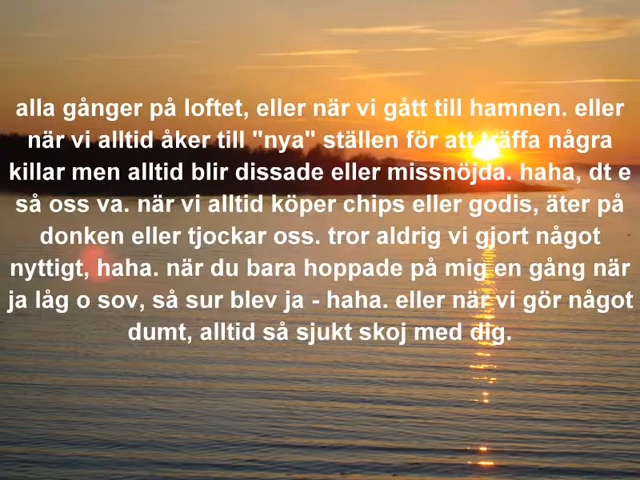 alla gånger på loftet, eller när vi gått till hamnen. eller
när vi alltid åker till "nya" ställen för att träffa några
killar men alltid blir dissade eller missnöjda. haha, dt e
så oss va. när vi alltid köper chips eller godis, äter på
donken eller tjockar oss. tror aldrig vi gjort något
nyttigt, haha. när du bara hoppade på mig en gång när
ja låg o sov, så sur blev ja - haha. eller när vi gör något
dumt, alltid så sjukt skoj med dig.